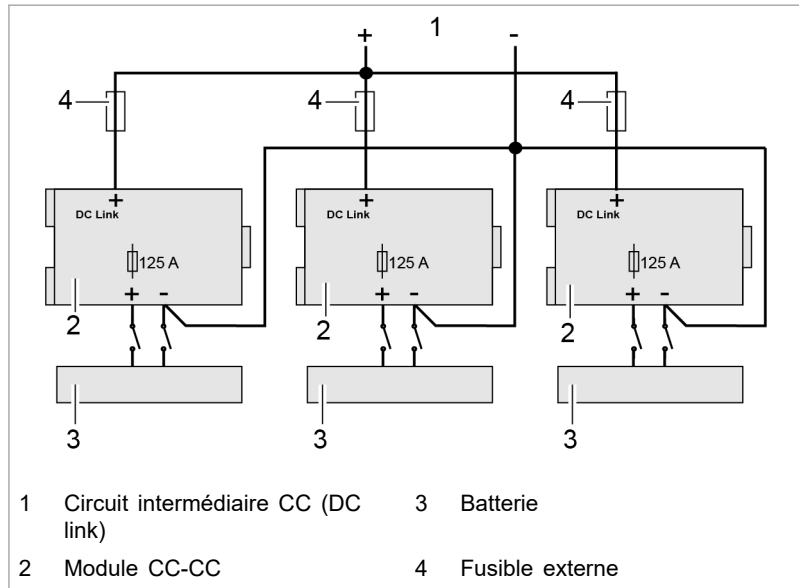 + 1 -
4 4 4
+ + +
DC Link DC Link DC Link
125 A 125 A 125 A
+ - + - + -
2 2 2
3 3 3
1 Circuit intermédiaire CC (DC link)
3 Batterie
2 Module CC-CC
4 Fusible externe